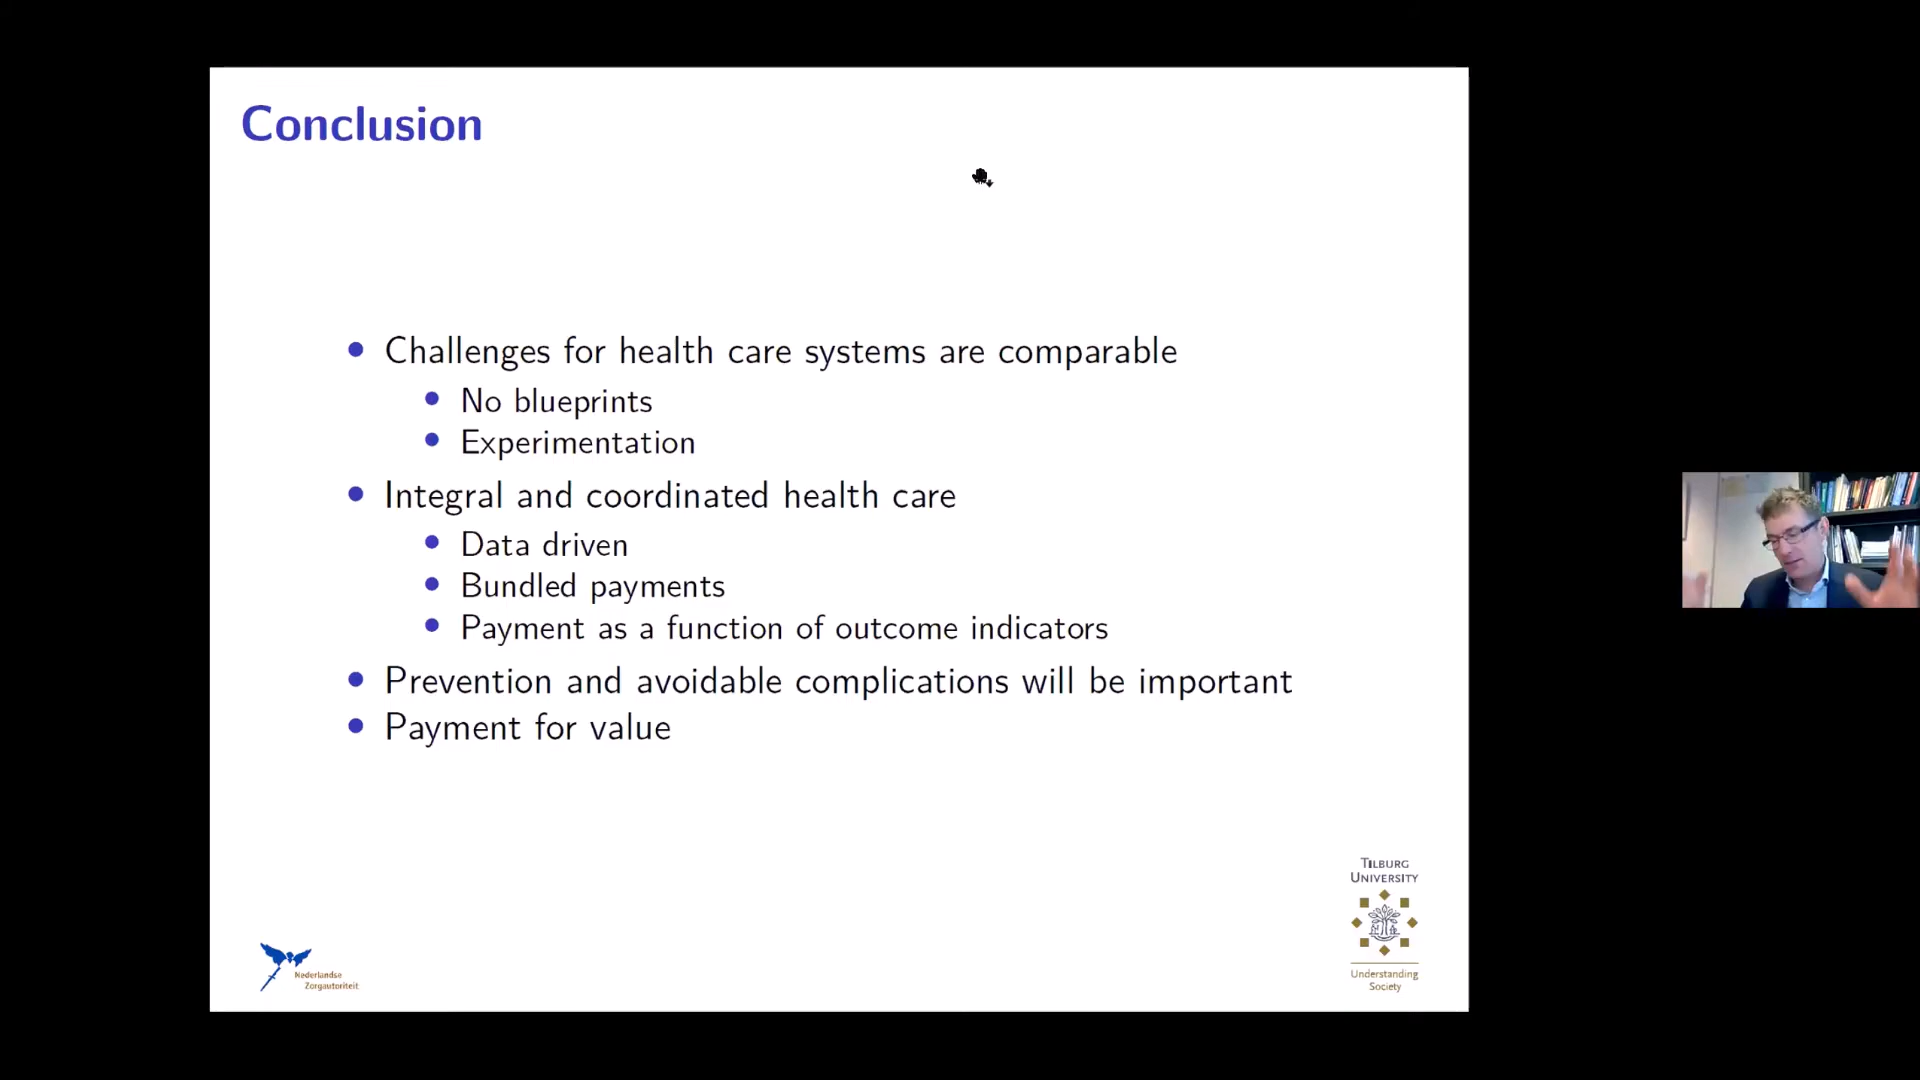 Conclusion
Challenges for health care systems are comparable
No blueprints
Experimentation
Integral and coordinated health care
Data driven
Bundled payments
Payment as a function of outcome indicators
Prevention and avoidable complications will be important
Payment for value
Nederlandse
Zorgautoriteit
TILBURG
UNIVERSITY
Understanding
Society